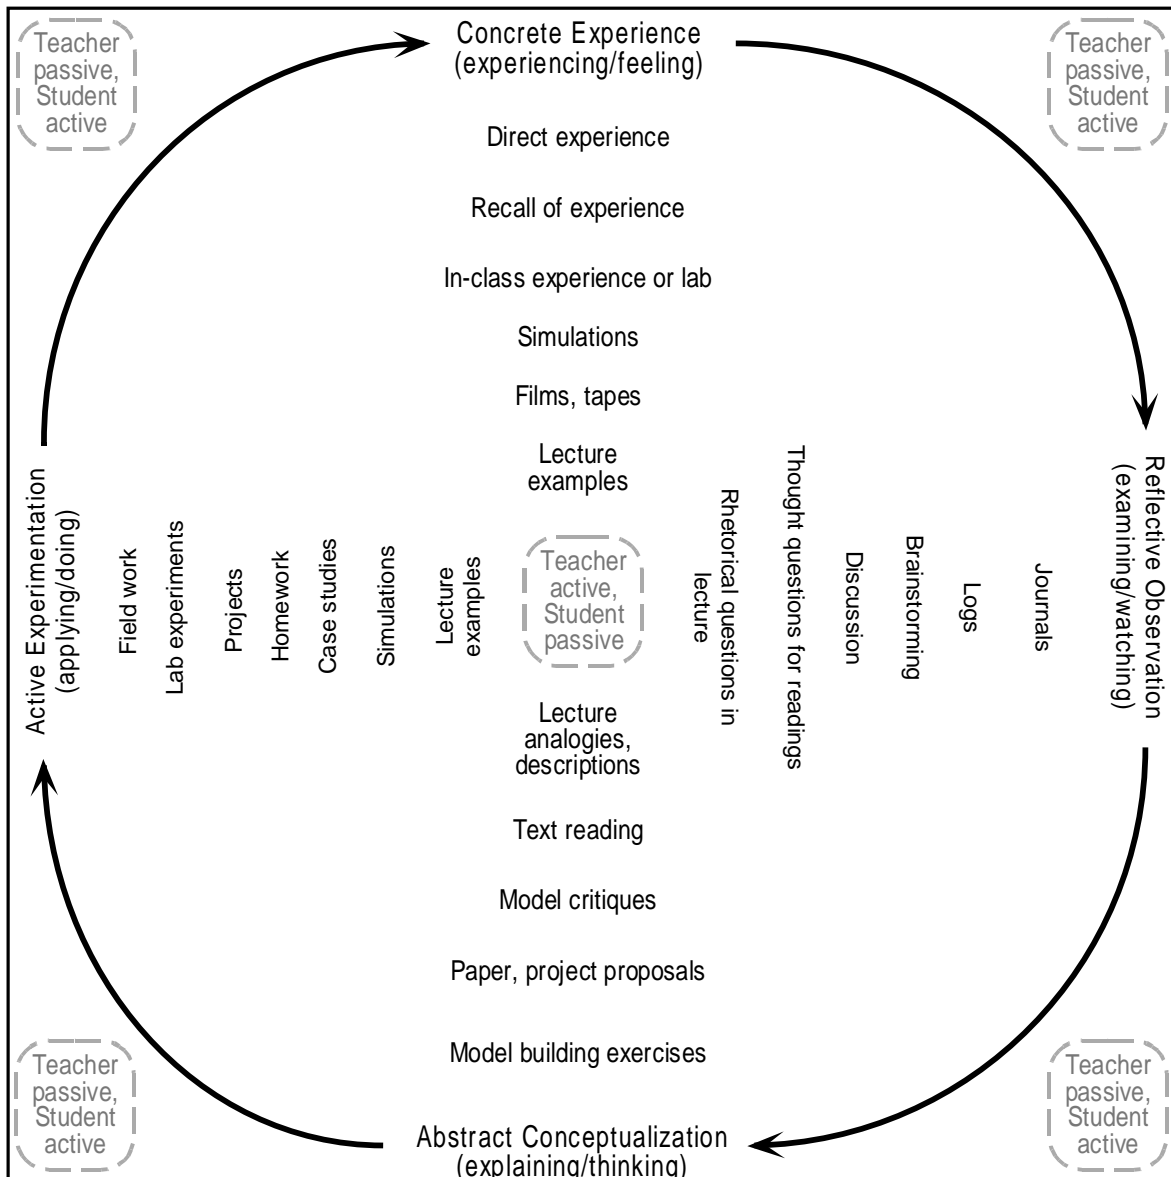 Teacher
passive,
Student
active
Concrete Experience
(experiencing/feeling)
Teacher
passive,
Student
active
Direct experience
Recall of experience
In-class experience or lab
Simulations
Films, tapes
Lecture
examples
Active Experimentation
(applying/doing)
Field work
Lab experiments
Projects
Homework
Case studies
Simulations
Lecture
examples
Teacher
active,
Student
passive
Rhetorical questions in
lecture
Thought questions for readings
Discussion
Brainstorming
Logs
Journals
Reflective Observation
(examining/watching)
Lecture
analogies,
descriptions
Text reading
Model critiques
Paper, project proposals
Model building exercises
Teacher
passive,
Student
active
Abstract Conceptualization
(explaining/thinking)
Teacher
passive,
Student
active